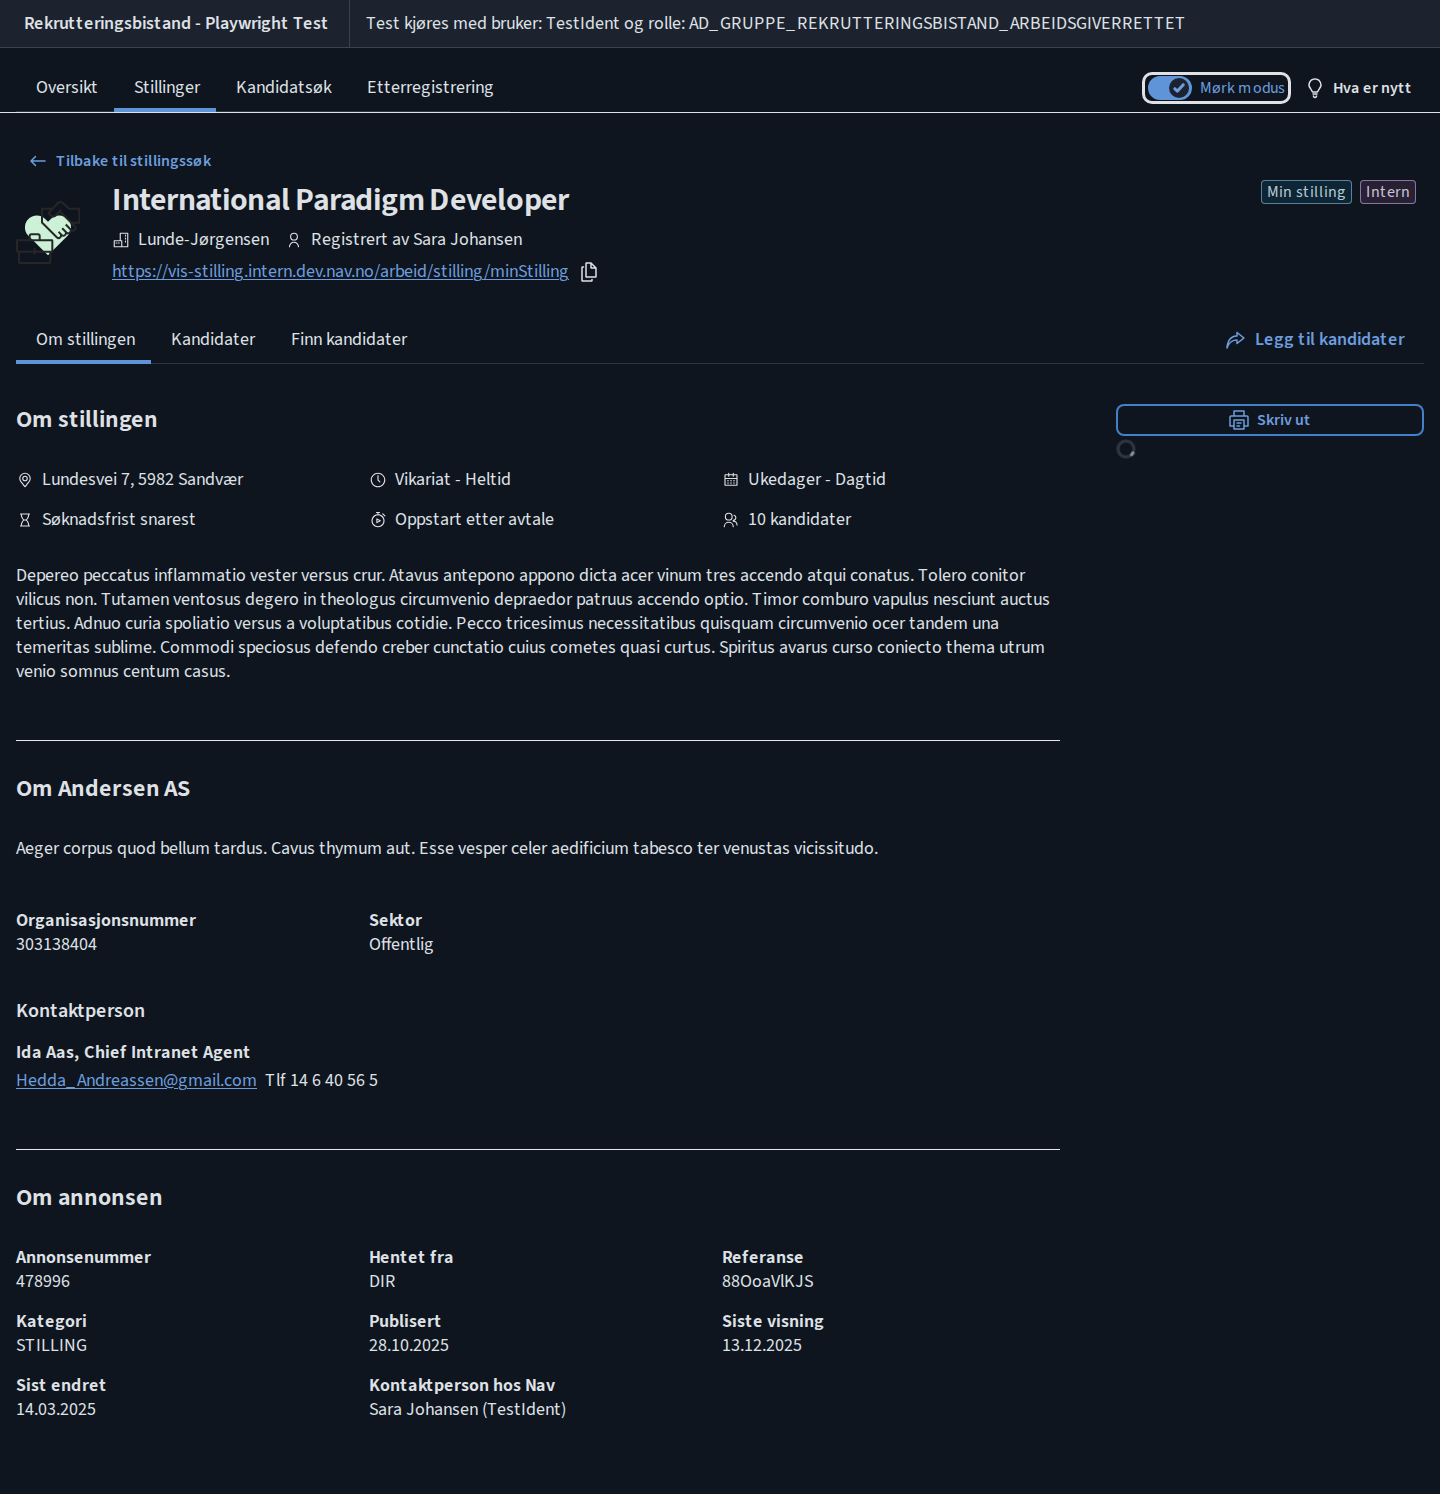 Rekrutteringsbistand - Playwright Test
Test kjøres med bruker: TestIdent og rolle: AD_GRUPPE_REKRUTTERINGSBISTAND_ARBEIDSGIVERRETTET
Oversikt
Stillinger
Kandidatsøk
Etterregistrering
Mørk modus
Hva er nytt
Tilbake til stillingssøk
International Paradigm Developer
Min stilling
Intern
Lunde-Jørgensen
Registrert av Sara Johansen
https://vis-stilling.intern.dev.nav.no/arbeid/stilling/minStilling
Om stillingen
Kandidater
Finn kandidater
Legg til kandidater
Om stillingen
Skriv ut
Lundesvei 7, 5982 Sandvær
Vikariat - Heltid
Ukedager - Dagtid
Søknadsfrist snarest
Oppstart etter avtale
10 kandidater
Depereo peccatus inflammatio vester versus crur. Atavus antepono appono dicta acer vinum tres accendo atqui conatus. Tolero conitor
vilicus non. Tutamen ventosus degero in theologus circumvenio depraedor patruus accendo optio. Timor comburo vapulus nesciunt auctus
tertius. Adnuo curia spoliatio versus a voluptatibus cotidie. Pecco tricesimus necessitatibus quisquam circumvenio ocer tandem una
temeritas sublime. Commodi speciosus defendo creber cunctatio cuius cometes quasi curtus. Spiritus avarus curso coniecto thema utrum
venio somnus centum casus.
Om Andersen AS
Aeger corpus quod bellum tardus. Cavus thymum aut. Esse vesper celer aedificium tabesco ter venustas vicissitudo.
Organisasjonsnummer
303138404
Sektor
Offentlig
Kontaktperson
Ida Aas, Chief Intranet Agent
Hedda_Andreassen@gmail.com Tlf 14 6 40 56 5
Om annonsen
Annonsenummer
478996
Hentet fra
DIR
Referanse
88OoaVlKJS
Kategori
STILLING
Publisert
28.10.2025
Siste visning
13.12.2025
Sist endret
14.03.2025
Kontaktperson hos Nav
Sara Johansen (TestIdent)